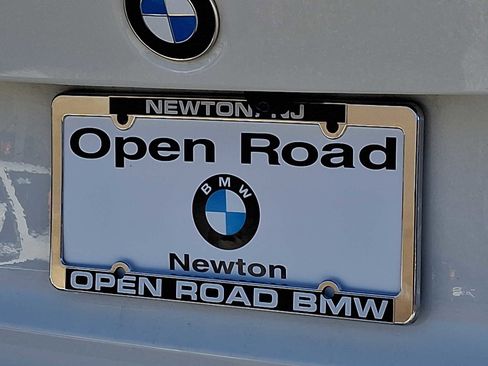 NEWTON, NJ
Open Road
BMW
Newton
OPEN ROAD BMW